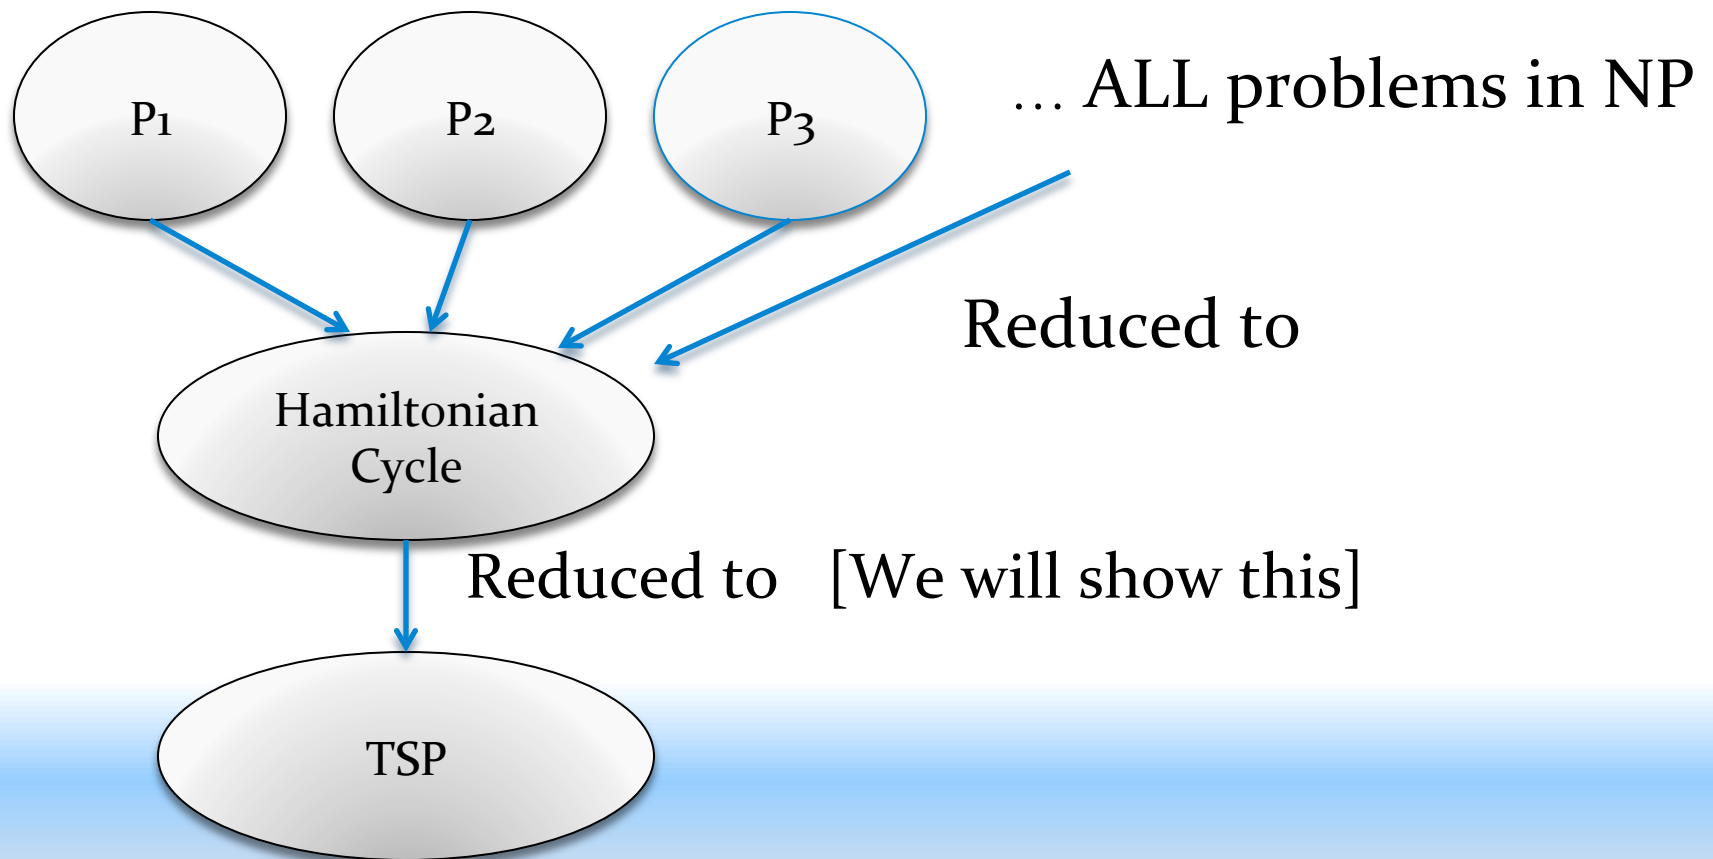 P1
P2
P3
... ALL problems in NP
Reduced to
Hamiltonian
Cycle
Reduced to [We will show this]
TSP